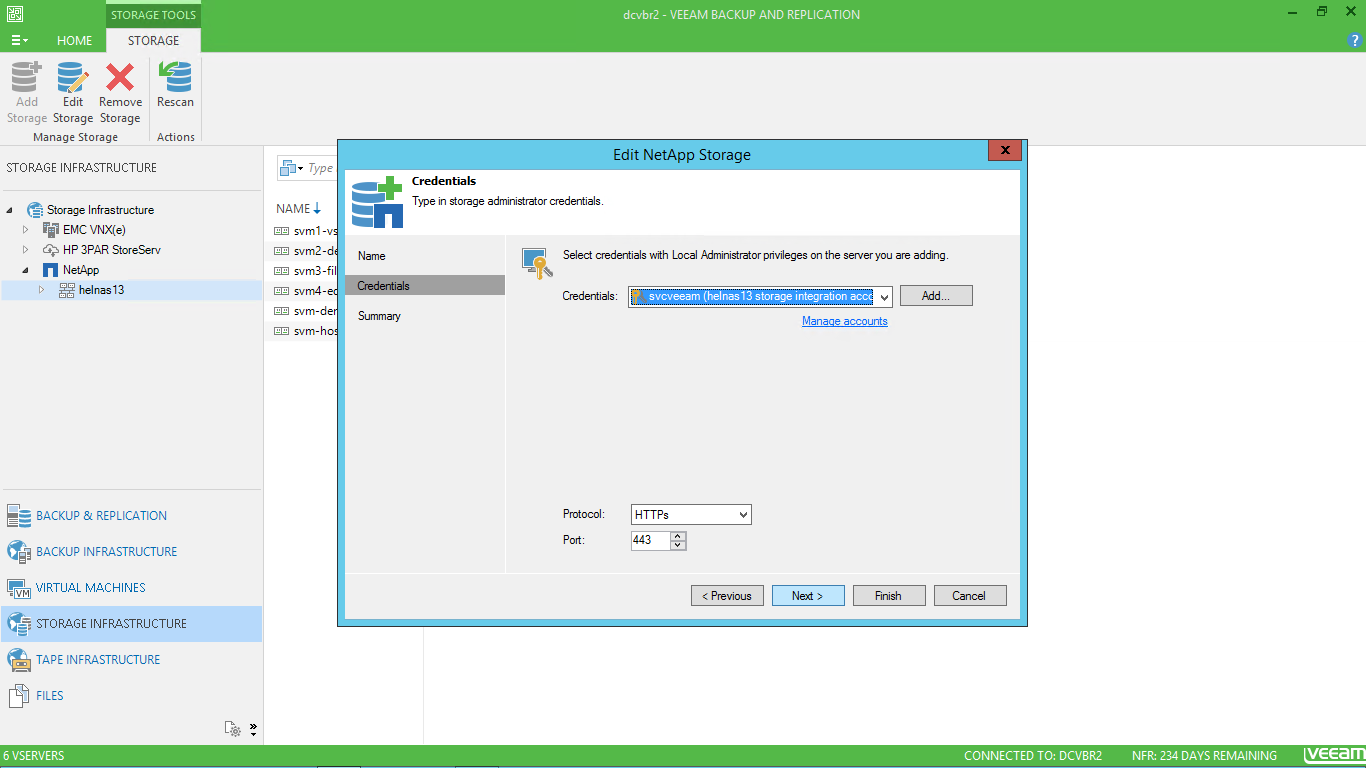 STORAGE TOOLS
dcvbr2 - VEEAM BACKUP AND REPLICATION
HOME
STORAGE
?
Add Storage
Edit Storage
Remove Storage
Rescan
Manage Storage
Actions
STORAGE INFRASTRUCTURE
Storage Infrastructure
EMC VNX(e)
HP 3PAR StoreServ
NetApp
helnas13
Type
NAME
svm1-vs
svm2-de
svm3-fil
svm4-ec
svm-der
svm-hos
Edit NetApp Storage
x
Credentials
Type in storage administrator credentials.
Name
Credentials
Summary
Select credentials with Local Administrator privileges on the server you are adding.
Credentials:
svcveeam (helnas13 storage integration acco
Add...
Manage accounts
Protocol:
HTTPs
Port:
443
< Previous
Next >
Finish
Cancel
BACKUP & REPLICATION
BACKUP INFRASTRUCTURE
VIRTUAL MACHINES
VM
STORAGE INFRASTRUCTURE
TAPE INFRASTRUCTURE
FILES
6 VSERVERS
CONNECTED TO: DCVBR2
NFR: 234 DAYS REMAINING
veeam